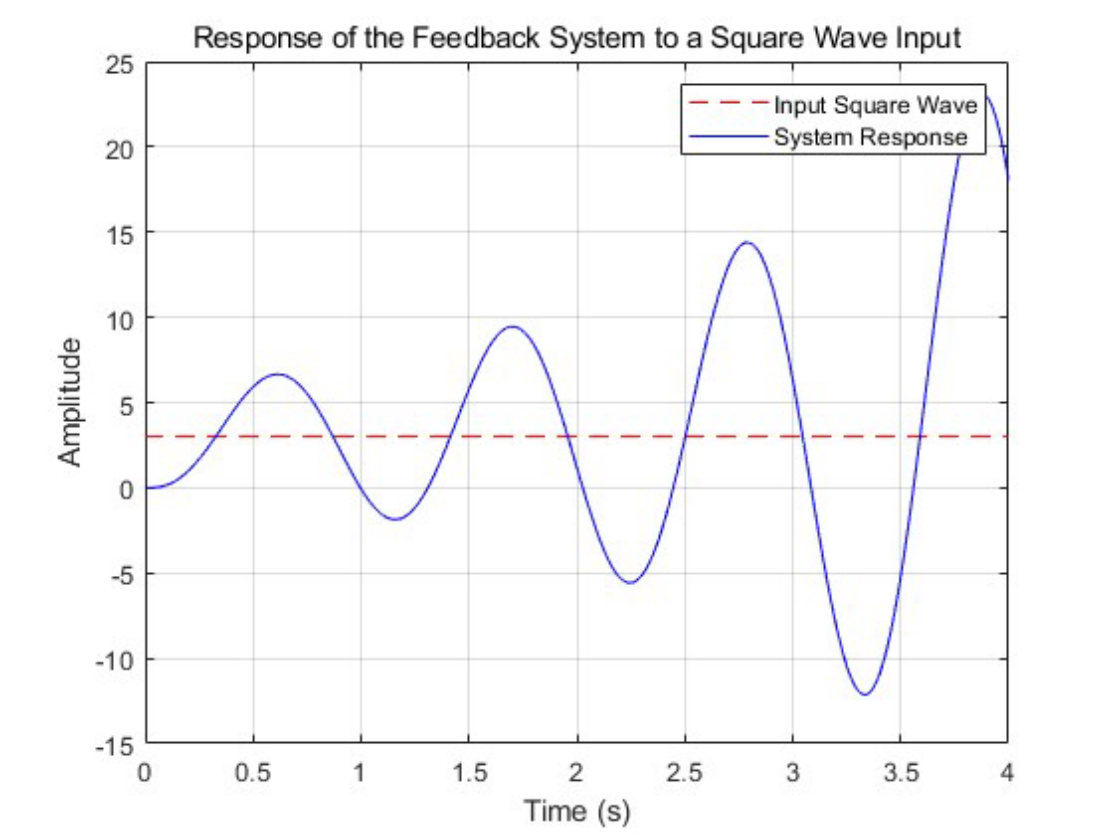 Response of the Feedback System to a Square Wave Input
25
20
15
10
5
0
-5
-10
-15
Amplitude
Input Square Wave
System Response
0 0.5 1 1.5 2 2.5 3 3.5 4
Time (s)